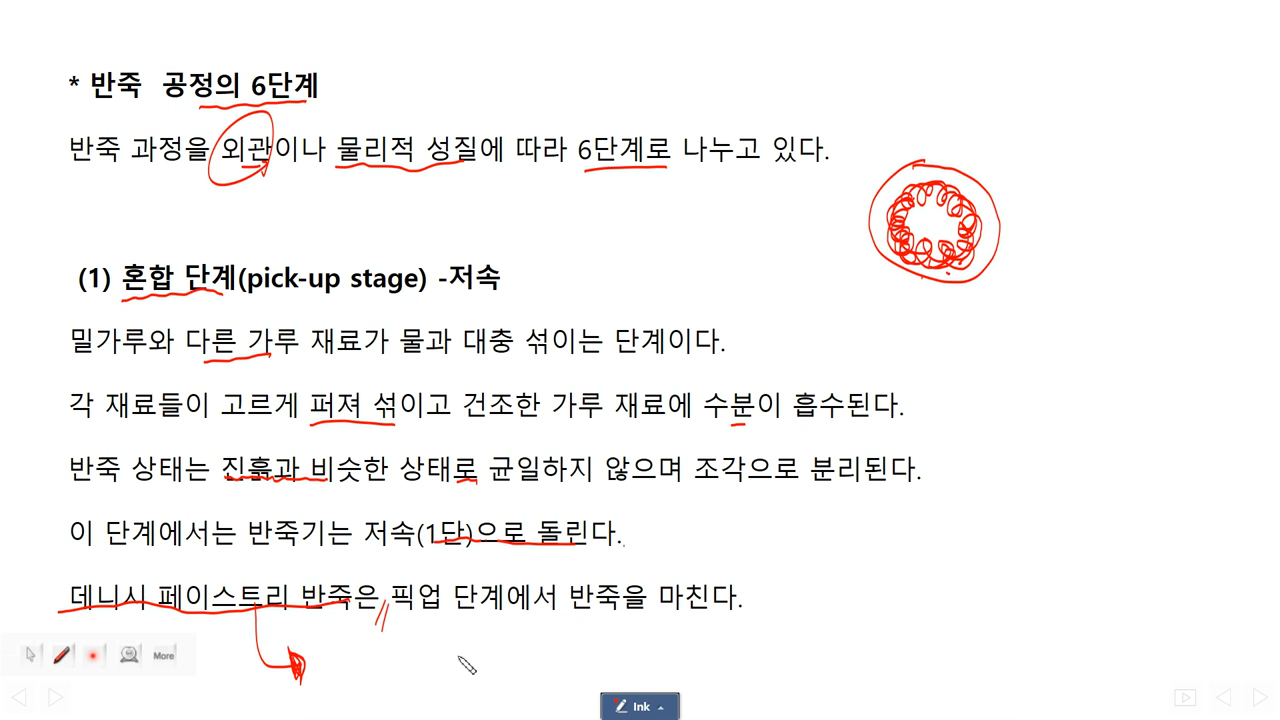 * 반죽 공정의 6단계
반죽 과정을 외관이나 물리적 성질에 따라 6단계로 나누고 있다.
(1) 혼합 단계(pick-up stage) -저속
밀가루와 다른 가루 재료가 물과 대충 섞이는 단계이다.
각 재료들이 고르게 퍼져 섞이고 건조한 가루 재료에 수분이 흡수된다.
반죽 상태는 진흙과 비슷한 상태로 균일하지 않으며 조각으로 분리된다.
이 단계에서는 반죽기는 저속(1단)으로 돌린다.
데니시 페이스트리 반죽은 픽업 단계에서 반죽을 마친다.
More
Ink